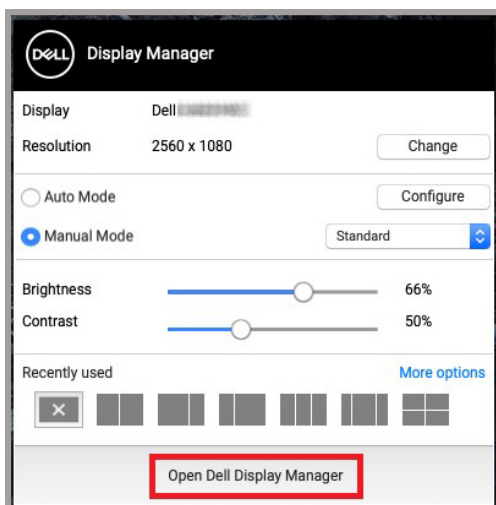 DELL Display Manager
Display Dell
Resolution 2560 x 1080 Change
Auto Mode Configure
Manual Mode Standard
Brightness 66%
Contrast 50%
Recently used More options
Open Dell Display Manager